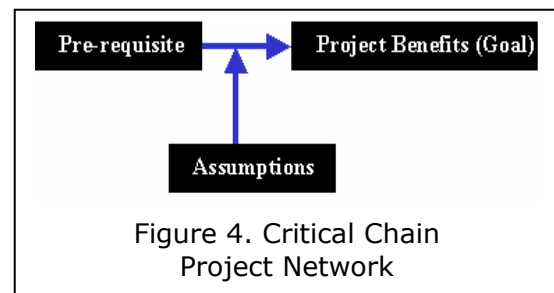 Pre-requisite
Project Benefits (Goal)
Assumptions
Figure 4. Critical Chain
Project Network